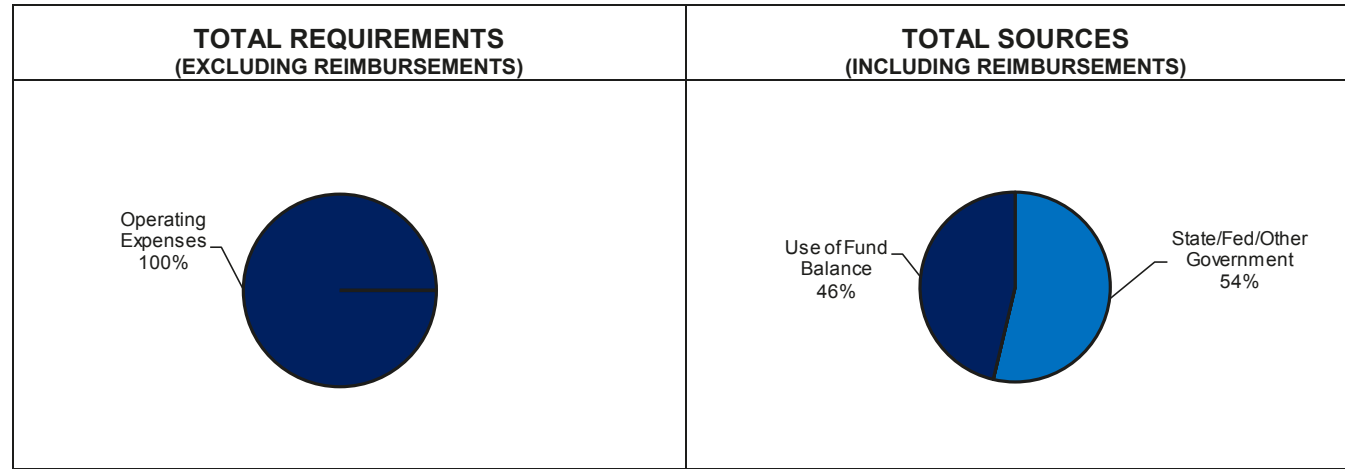 TOTAL REQUIREMENTS
(EXCLUDING REIMBURSEMENTS)
TOTAL SOURCES
(INCLUDING REIMBURSEMENTS)
Operating
Expenses
100%
Use of Fund
Balance
46%
State/Fed/Other
Government
54%